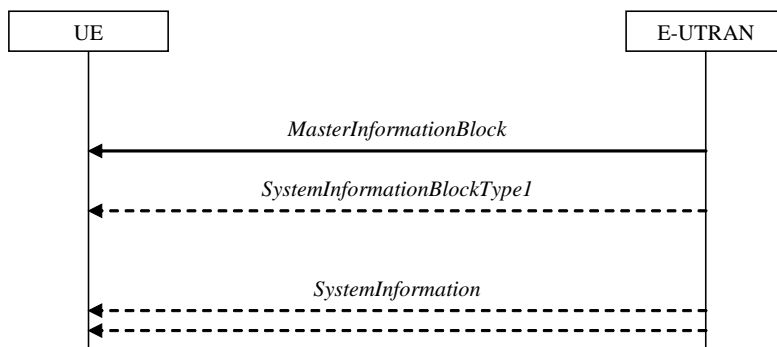 UE
E-UTRAN
MasterInformationBlock
SystemInformationBlockType1
SystemInformation